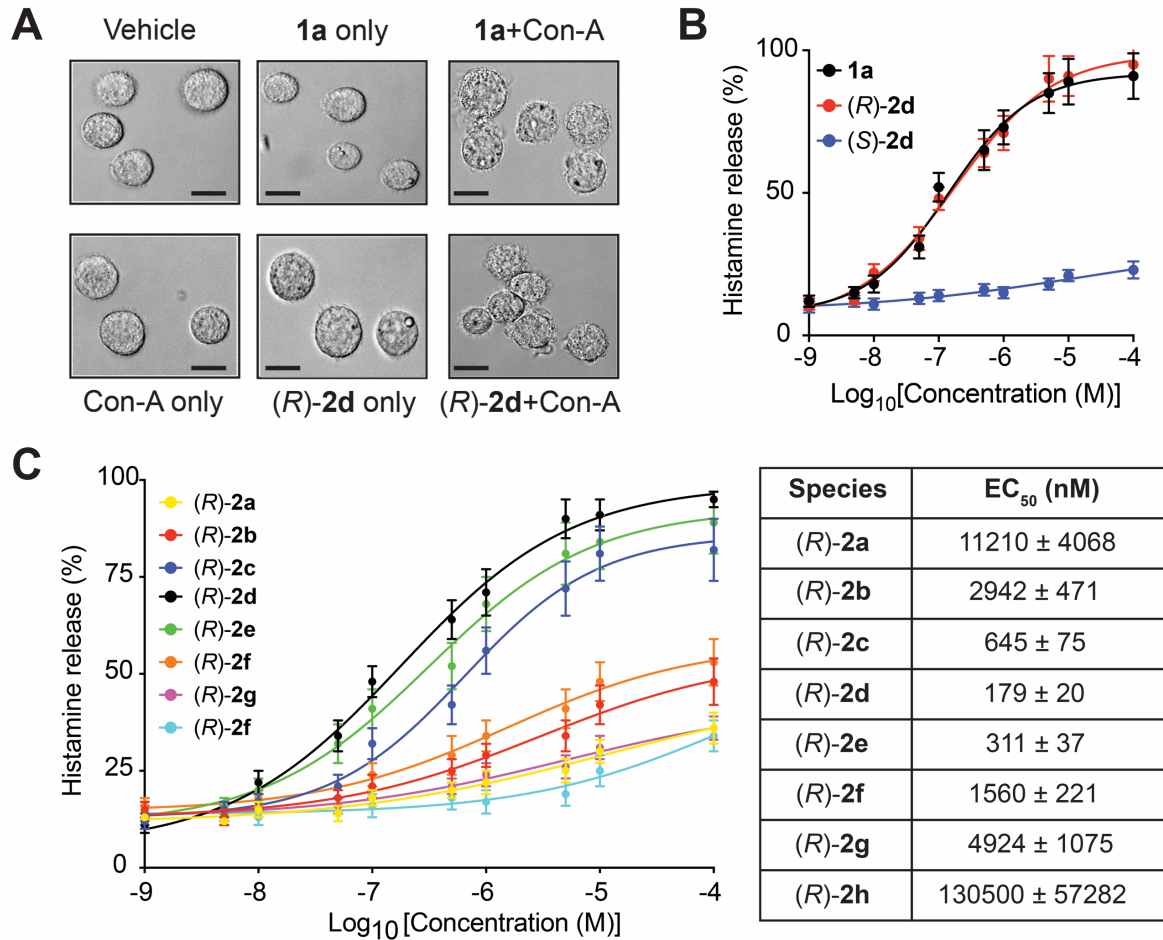 A
Vehicle
1a only
1a+Con-A
Con-A only
(R)-2d only
(R)-2d+Con-A
B
Histamine release (%)
100
50
0
-9
-8
-7
-6
-5
-4
Log10[Concentration (M)]
1a
(R)-2d
(S)-2d
C
Histamine release (%)
100
75
50
25
0
-9
-8
-7
-6
-5
-4
Log10 [Concentration (M)]
(R)-2a
(R)-2b
(R)-2c
(R)-2d
(R)-2e
(R)-2f
(R)-2g
(R)-2f
Species EC50 (nM)
(R)-2a 11210 ± 4068
(R)-2b 2942 ± 471
(R)-2c 645 ± 75
(R)-2d 179 ± 20
(R)-2e 311 ± 37
(R)-2f 1560 ± 221
(R)-2g 4924 ± 1075
(R)-2h 130500 ± 57282